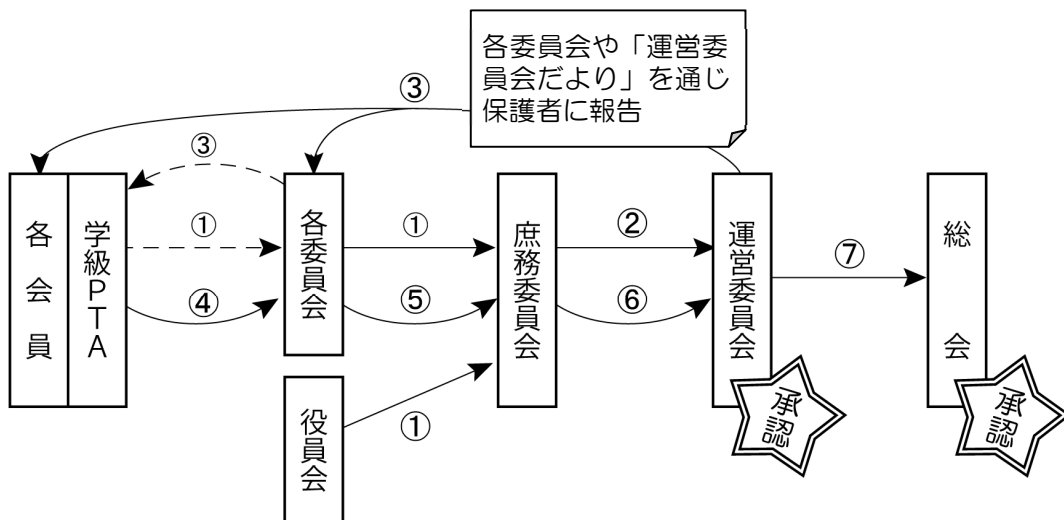 各委員会や「運営委
員会だより」を通じ
保護者に報告
③
③
①
④
①
⑤
①
②
⑥
⑦
各会員
学級PTA
各委員会
役員会
庶務委員会
運営委員会
承認
総会
承認